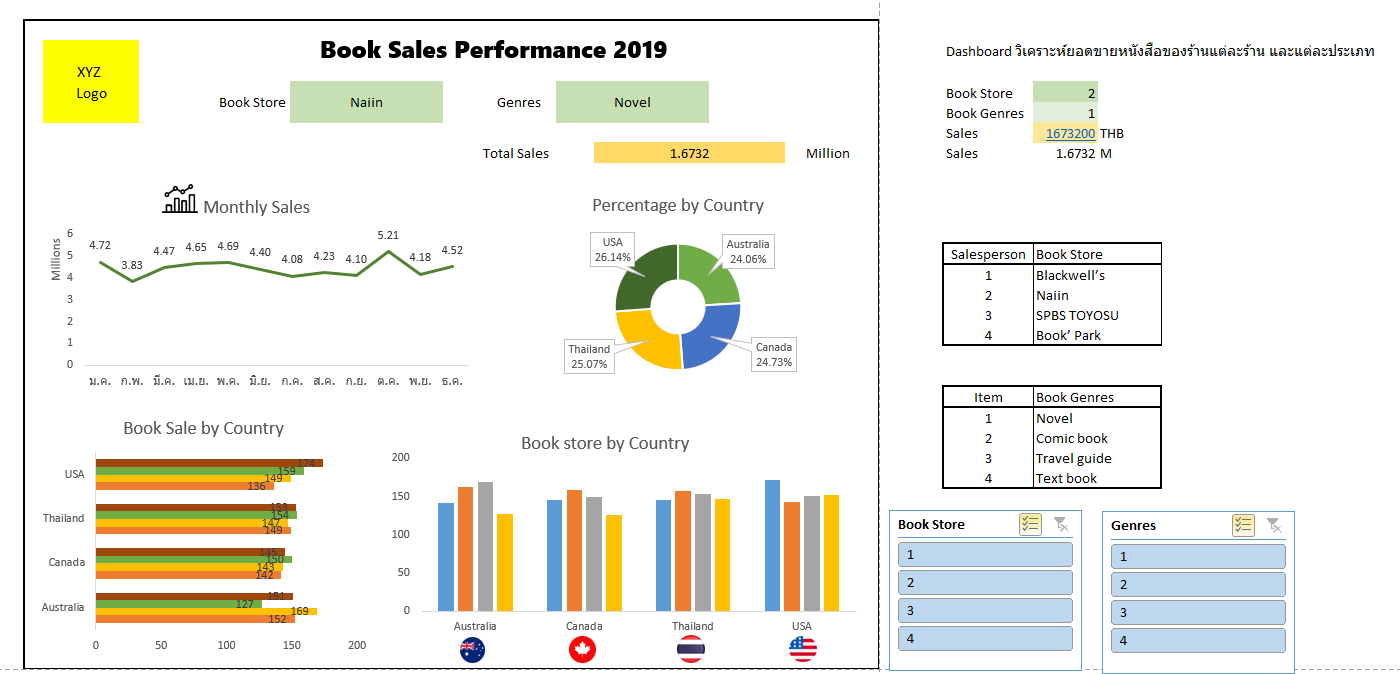 Book Sales Performance 2019
XYZ
Logo
Book Store Naiin Genres Novel
Total Sales 1.6732 Million
Monthly Sales
Millions
6
5
4
3
2
1
0
4.72 3.83 4.47 4.65 4.69 4.40 4.08 4.23 4.10 5.21 4.18 4.52
ม.ค. ก.พ. มี.ค. เม.ย. พ.ค. มิ.ย. ก.ค. ส.ค. ก.ย. ต.ค. พ.ย. ธ.ค.
Percentage by Country
USA
26.14%
Australia
24.06%
Thailand
25.07%
Canada
24.73%
Book Sale by Country
USA
174
159
149
136
Thailand
153
154
147
149
Canada
145
150
143
142
Australia
151
127
169
152
0 50 100 150 200
Book store by Country
200
150
100
50
0
Australia Canada Thailand USA
Dashboard วิเคราะห์ยอดขายหนังสือของร้านแต่ละร้าน และแต่ละประเภท
Book Store 2
Book Genres 1
Sales 1673200 THB
Sales 1.6732 M
Salesperson Book Store
1 Blackwell’s
2 Naiin
3 SPBS TOYOSU
4 Book’ Park
Item Book Genres
1 Novel
2 Comic book
3 Travel guide
4 Text book
Book Store
1
2
3
4
Genres
1
2
3
4